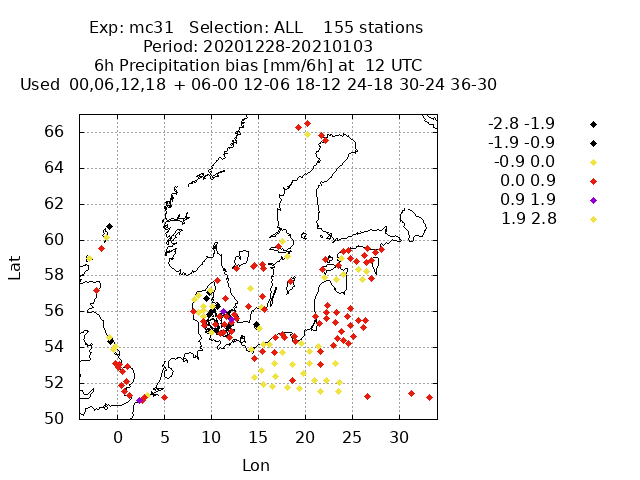 Exp: mc31 Selection: ALL 155 stations
Period: 20201228-20210103
6h Precipitation bias [mm/6h] at 12 UTC
Used 00,06,12,18 + 06-00 12-06 18-12 24-18 30-24 36-30
-2.8 -1.9
-1.9 -0.9
-0.9 0.0
0.0 0.9
0.9 1.9
1.9 2.8
66
64
62
60
58
56
54
52
50
Lat
0 5 10 15 20 25 30
Lon